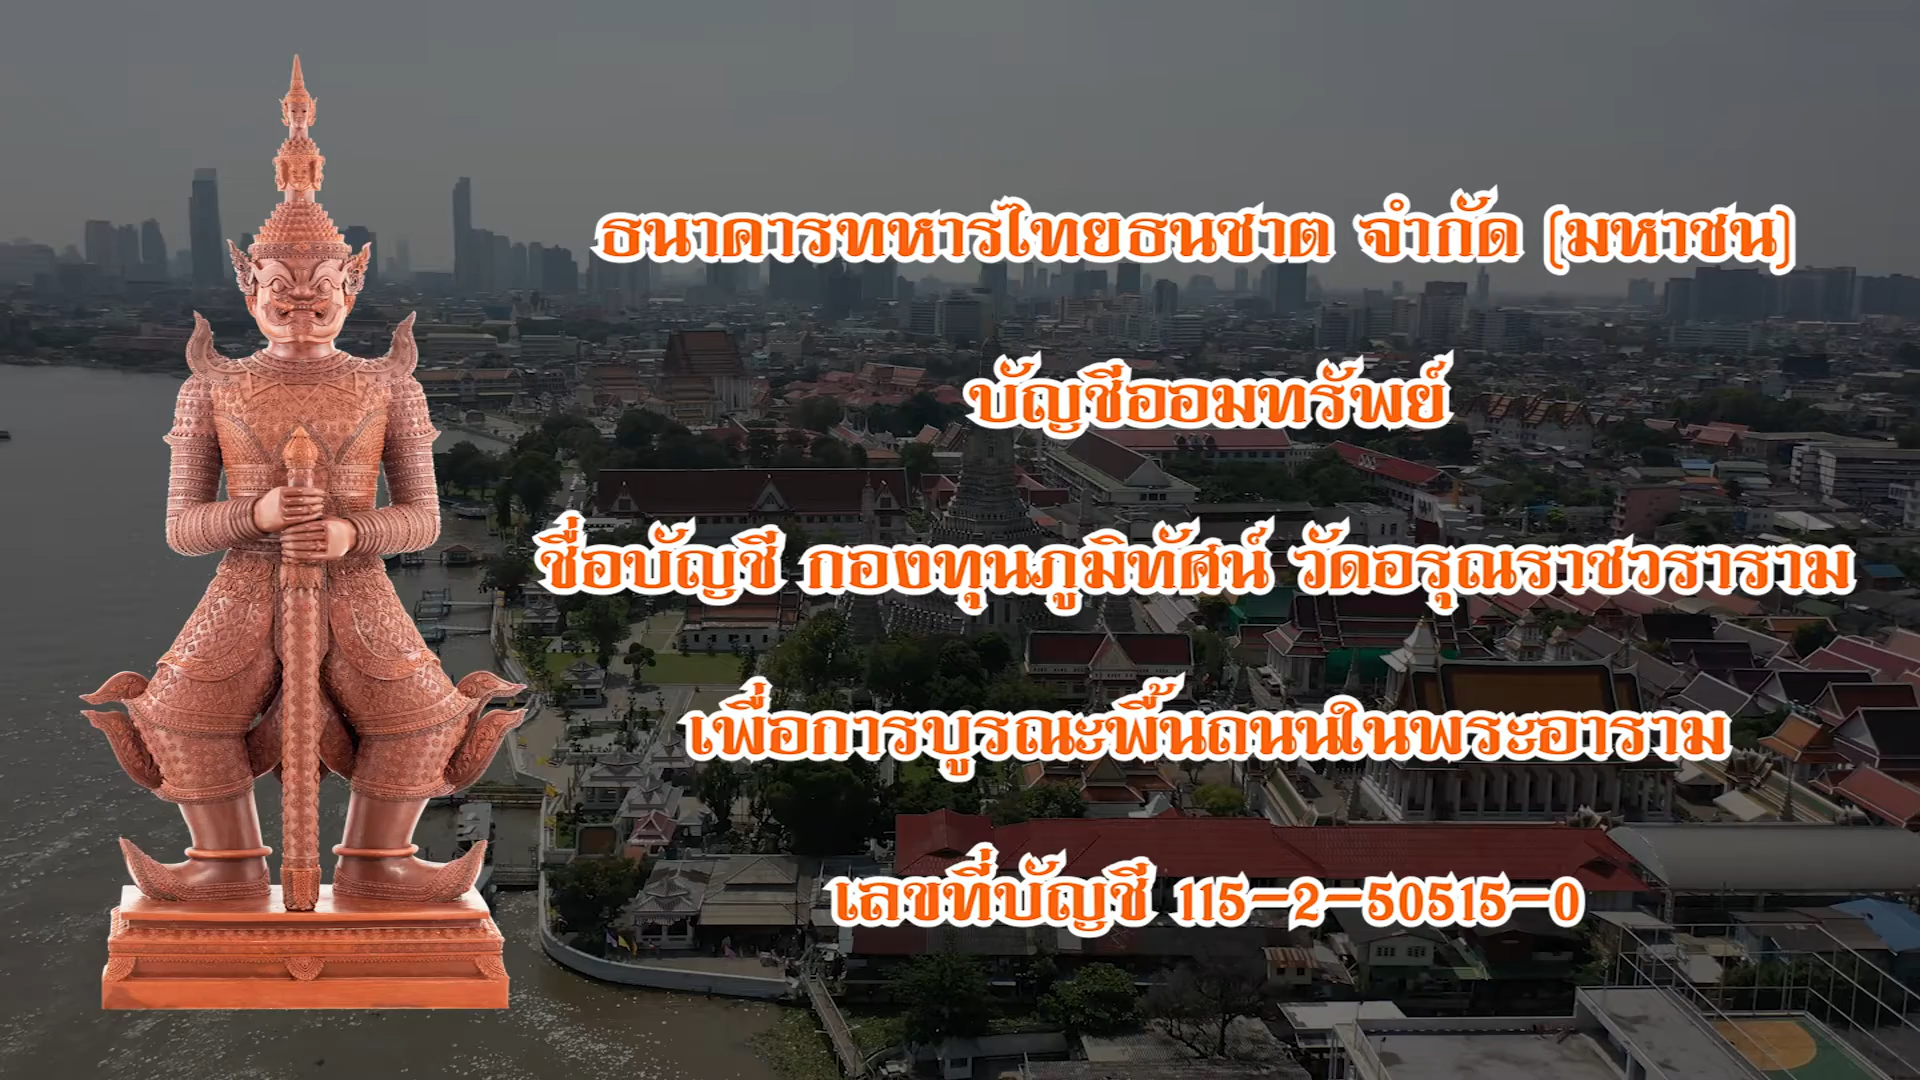 ธนาคารทหารไทยธนชาต จำกัด (มหาชน)
บัญชีออมทรัพย์
ชื่อบัญชี กองทุนภูมิทัศน์ วัดอรุณราชวราราม
เพื่อการบูรณะพื้นถนนในพระอาราม
เลขที่บัญชี 115-2-50515-0